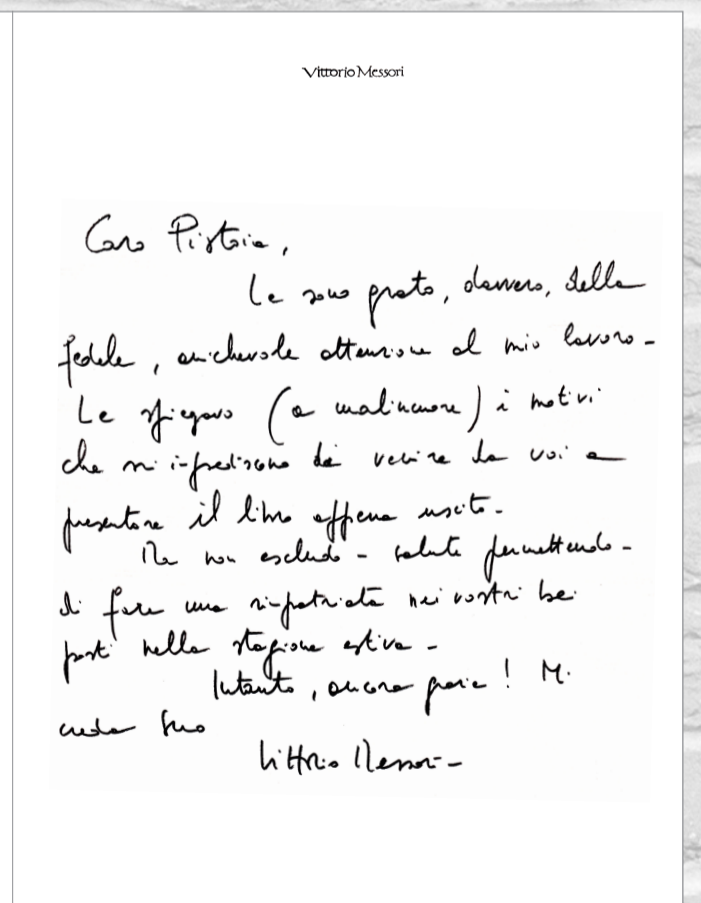 Vittorio Messori
Caro Pistoia,
Le sono grato, davvero, della
fedele, amichevole attenzione al mio lavoro -
Le spiegavo (a malincuore) i motivi
che mi impediscono di venire da voi a
presentare il libro appena uscito -
Ma non escludo - salute permettendo -
di fare una rimpatriata nei vostri bei
posti nella stagione estiva -
Intanto, ancora grazie! Mi
creda Suo
Vittorio Messori -